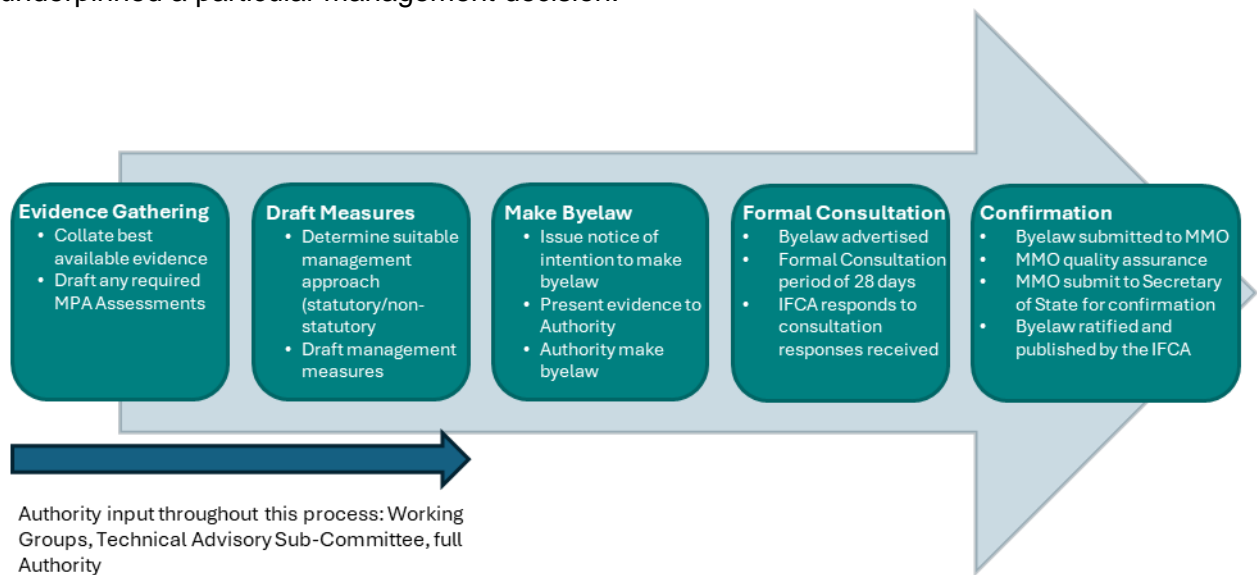 underpinned a particular management decision.
Evidence Gathering
• Collate best
available evidence
• Draft any required
MPA Assessments
Draft Measures
• Determine suitable
management
approach
(statutory/non-
statutory
• Draft management
measures
Make Byelaw
• Issue notice of
intention to make
byelaw
• Present evidence to
Authority
• Authority make
byelaw
Formal Consultation
• Byelaw advertised
• Formal Consultation
period of 28 days
• IFCA responds to
consultation
responses received
Confirmation
• Byelaw submitted to MMO
• MMO quality assurance
• MMO submit to Secretary
of State for confirmation
• Byelaw ratified and
published by the IFCA
Authority input throughout this process: Working
Groups, Technical Advisory Sub-Committee, full
Authority